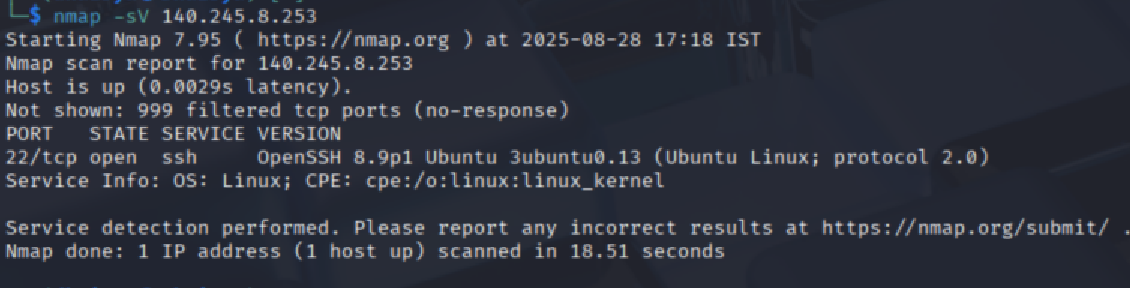 └─$ nmap -sV 140.245.8.253
Starting Nmap 7.95 ( https://nmap.org ) at 2025-08-28 17:18 IST
Nmap scan report for 140.245.8.253
Host is up (0.0029s latency).
Not shown: 999 filtered tcp ports (no-response)
PORT   STATE SERVICE VERSION
22/tcp open  ssh     OpenSSH 8.9p1 Ubuntu 3ubuntu0.13 (Ubuntu Linux; protocol 2.0)
Service Info: OS: Linux; CPE: cpe:/o:linux:linux_kernel

Service detection performed. Please report any incorrect results at https://nmap.org/submit/ .
Nmap done: 1 IP address (1 host up) scanned in 18.51 seconds